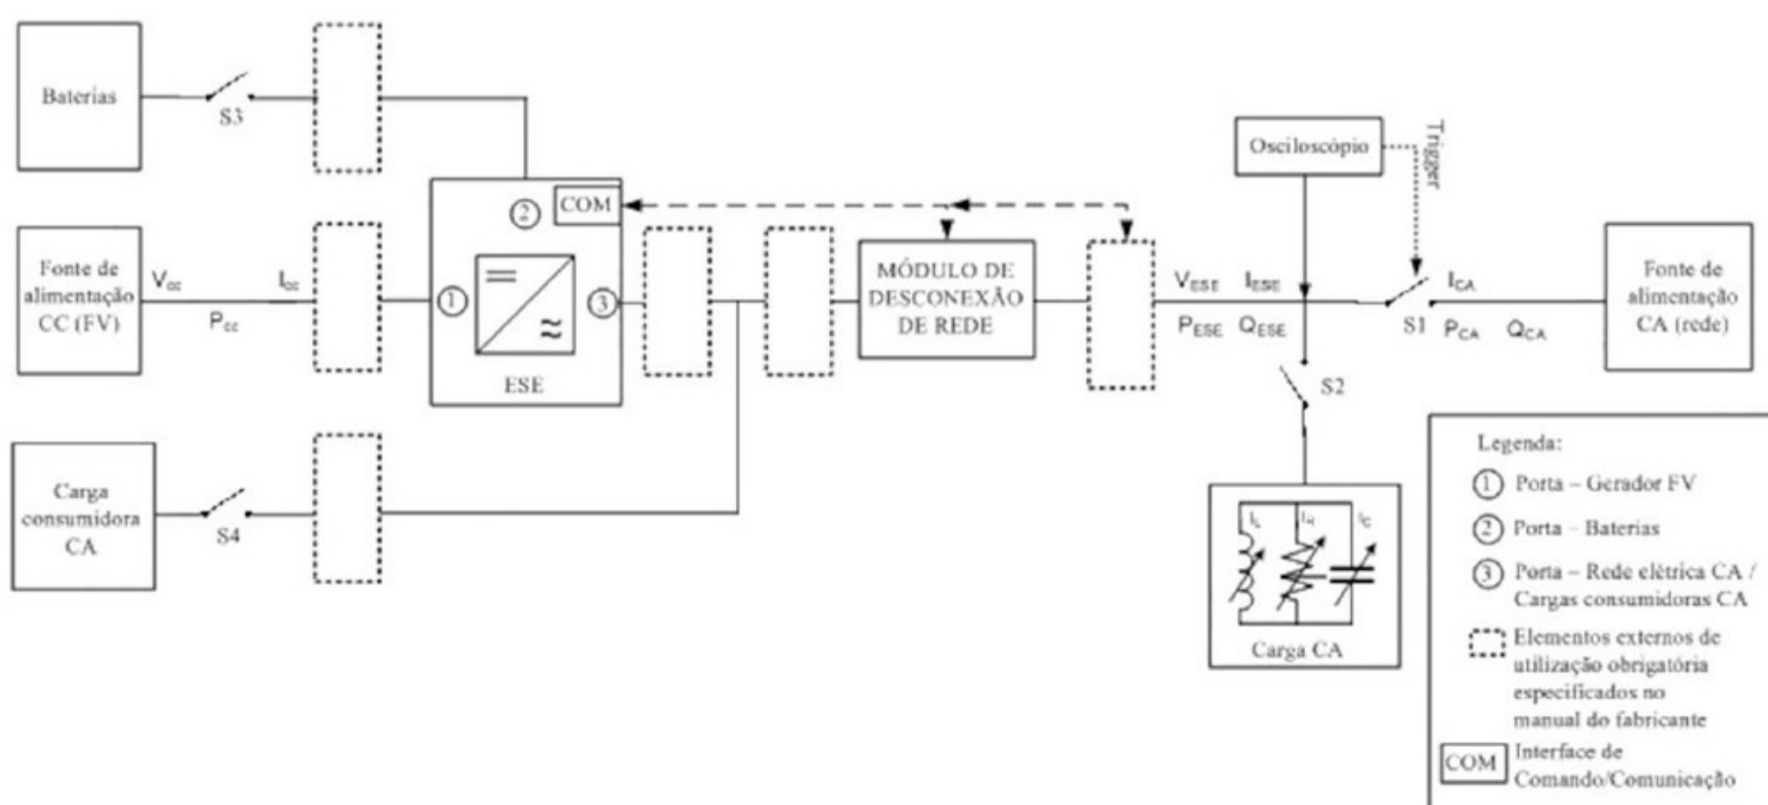 Baterias
S3
Osciloscópio
Trigger
2
COM
Fonte de
alimentação
CC (FV)
Vcc
Icc
Pcc
1
3
ESE
MÓDULO DE
DESCONEXÃO
DE REDE
VESE
IESE
PESE
QESE
S1
ICA
PCA
QCA
Fonte de
alimentação
CA (rede)
S2
Carga
consumidora
CA
S4
IL
IR
IC
Carga CA
Legenda:
1 Porta – Gerador FV
2 Porta – Baterias
3 Porta – Rede elétrica CA /
Cargas consumidoras CA
Elementos externos de
utilização obrigatória
especificados no
manual do fabricante
COM Interface de
Comando/Comunicação